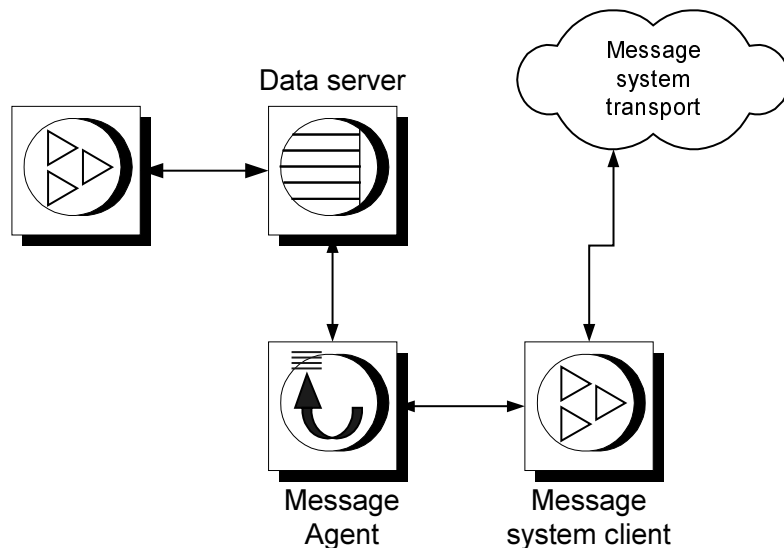 Message
system
transport
Data server
Message
Agent
Message
system client